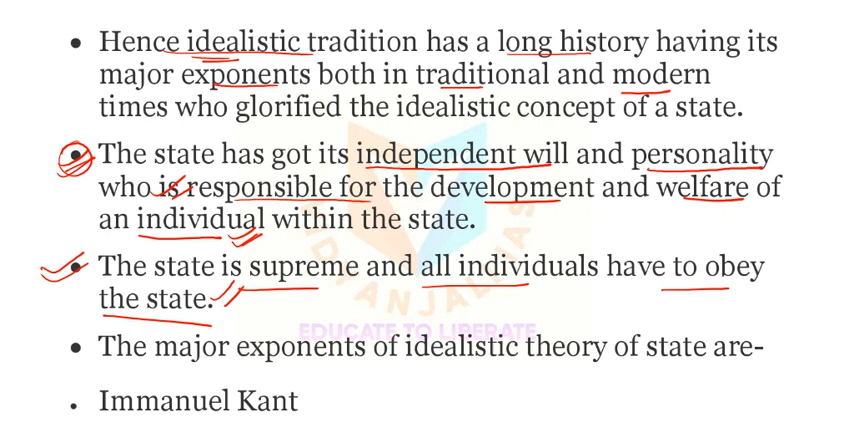 • Hence idealistic tradition has a long history having its
major exponents both in traditional and modern
times who glorified the idealistic concept of a state.
• The state has got its independent will and personality
who is responsible for the development and welfare of
an individual within the state.
• The state is supreme and all individuals have to obey
the state.
EDUCATE TO LIBERATE
• The major exponents of idealistic theory of state are-
• Immanuel Kant